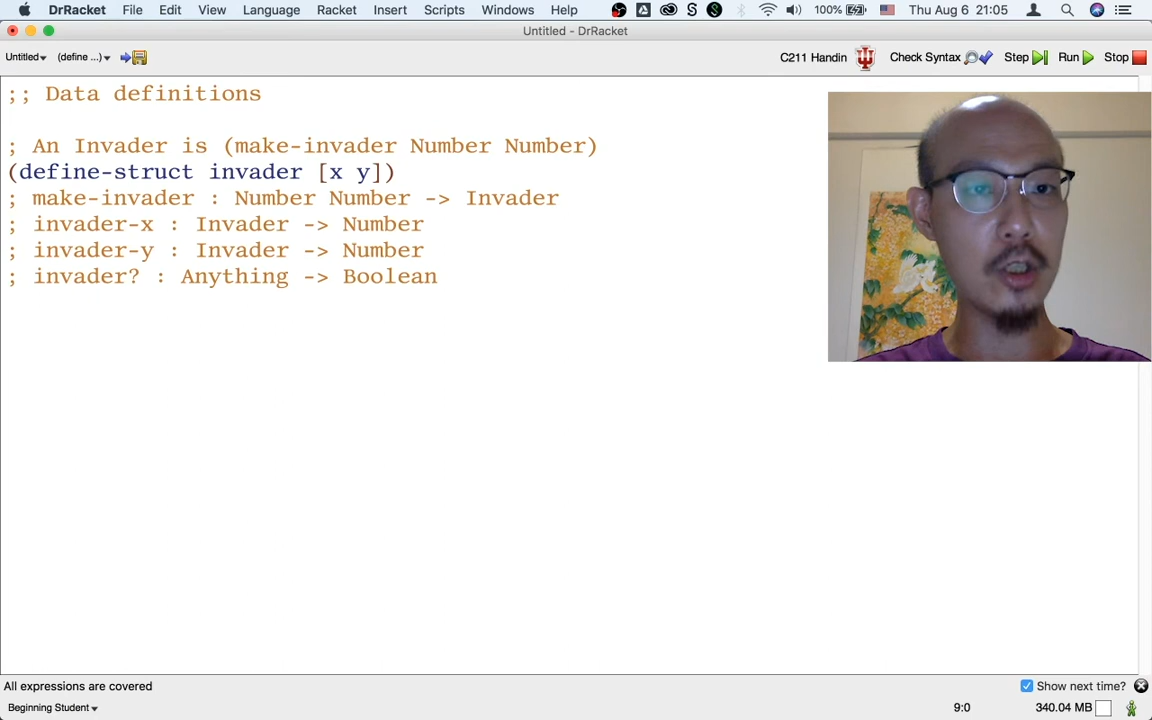 DrRacket File Edit View Language Racket Insert Scripts Windows Help 100% Thu Aug 6 21:05
Untitled - DrRacket
Untitled (define ...) C211 Handin Check Syntax Step Run Stop
;; Data definitions
; An Invader is (make-invader Number Number)
(define-struct invader [x y])
; make-invader : Number Number -> Invader
; invader-x : Invader -> Number
; invader-y : Invader -> Number
; invader? : Anything -> Boolean
All expressions are covered Show next time?
Beginning Student 9:0 340.04 MB